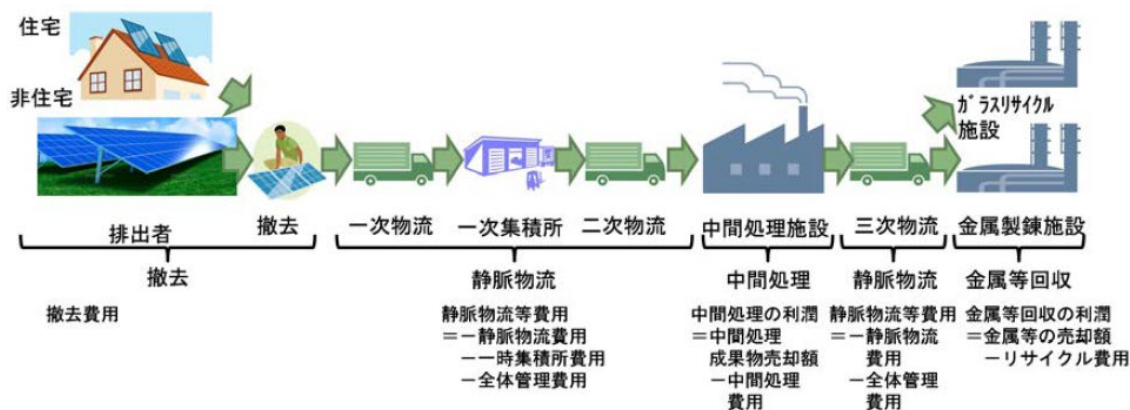 住宅
非住宅
ガラスリサイクル
施設
排出者
撤去
一次物流
一次集積所
二次物流
中間処理施設
三次物流
金属製錬施設
撤去
静脈物流
中間処理
静脈物流
金属等回収
撤去費用
静脈物流等費用
＝－静脈物流費用
－一時集積所費用
－全体管理費用
中間処理の利潤
＝中間処理
成果物売却額
－中間処理
費用
静脈物流等費用
＝－静脈物流
費用
－全体管理
費用
金属等回収の利潤
＝金属等の売却額
－リサイクル費用